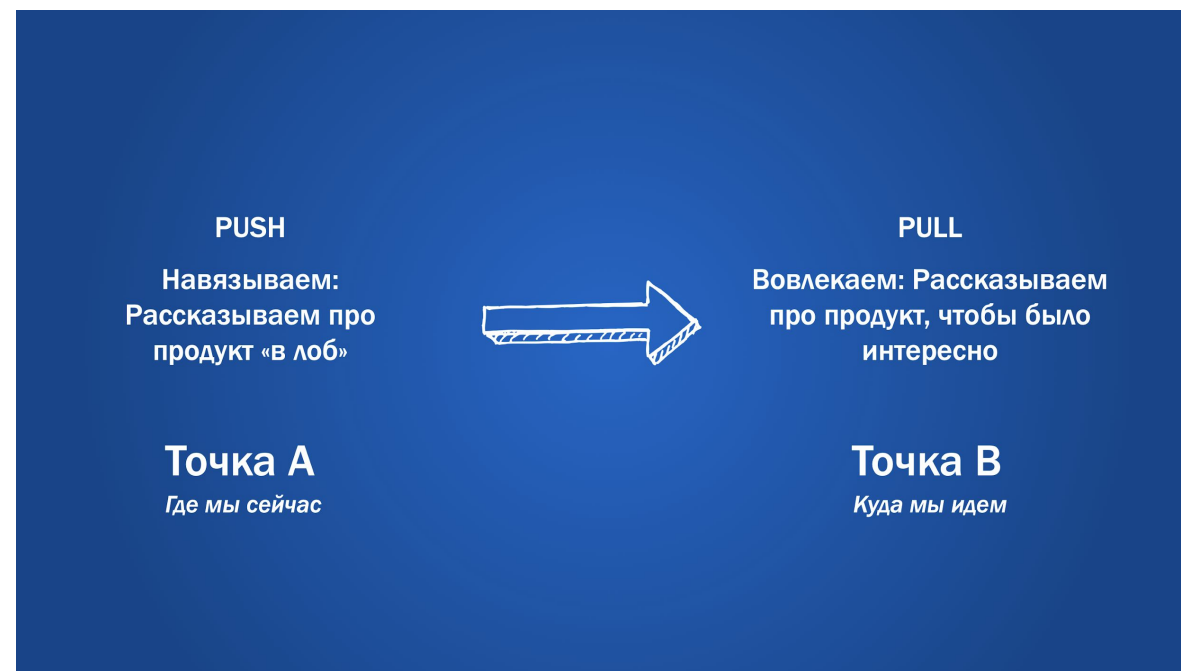 PUSH
Навязываем:
Рассказываем про
продукт «в лоб»
Точка А
Где мы сейчас
PULL
Вовлекаем: Рассказываем
про продукт, чтобы было
интересно
Точка В
Куда мы идем